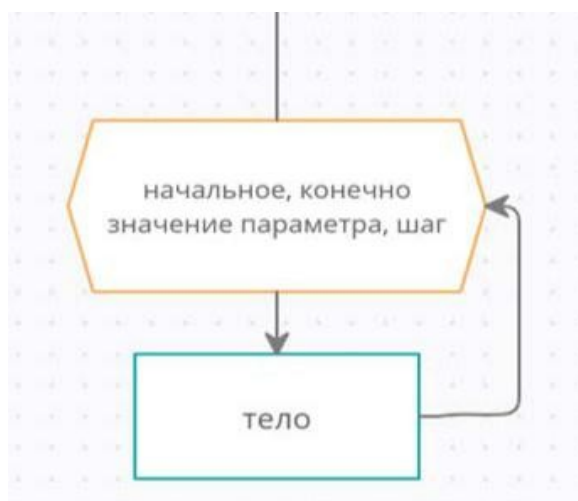 начальное, конечно
значение параметра, шаг
тело